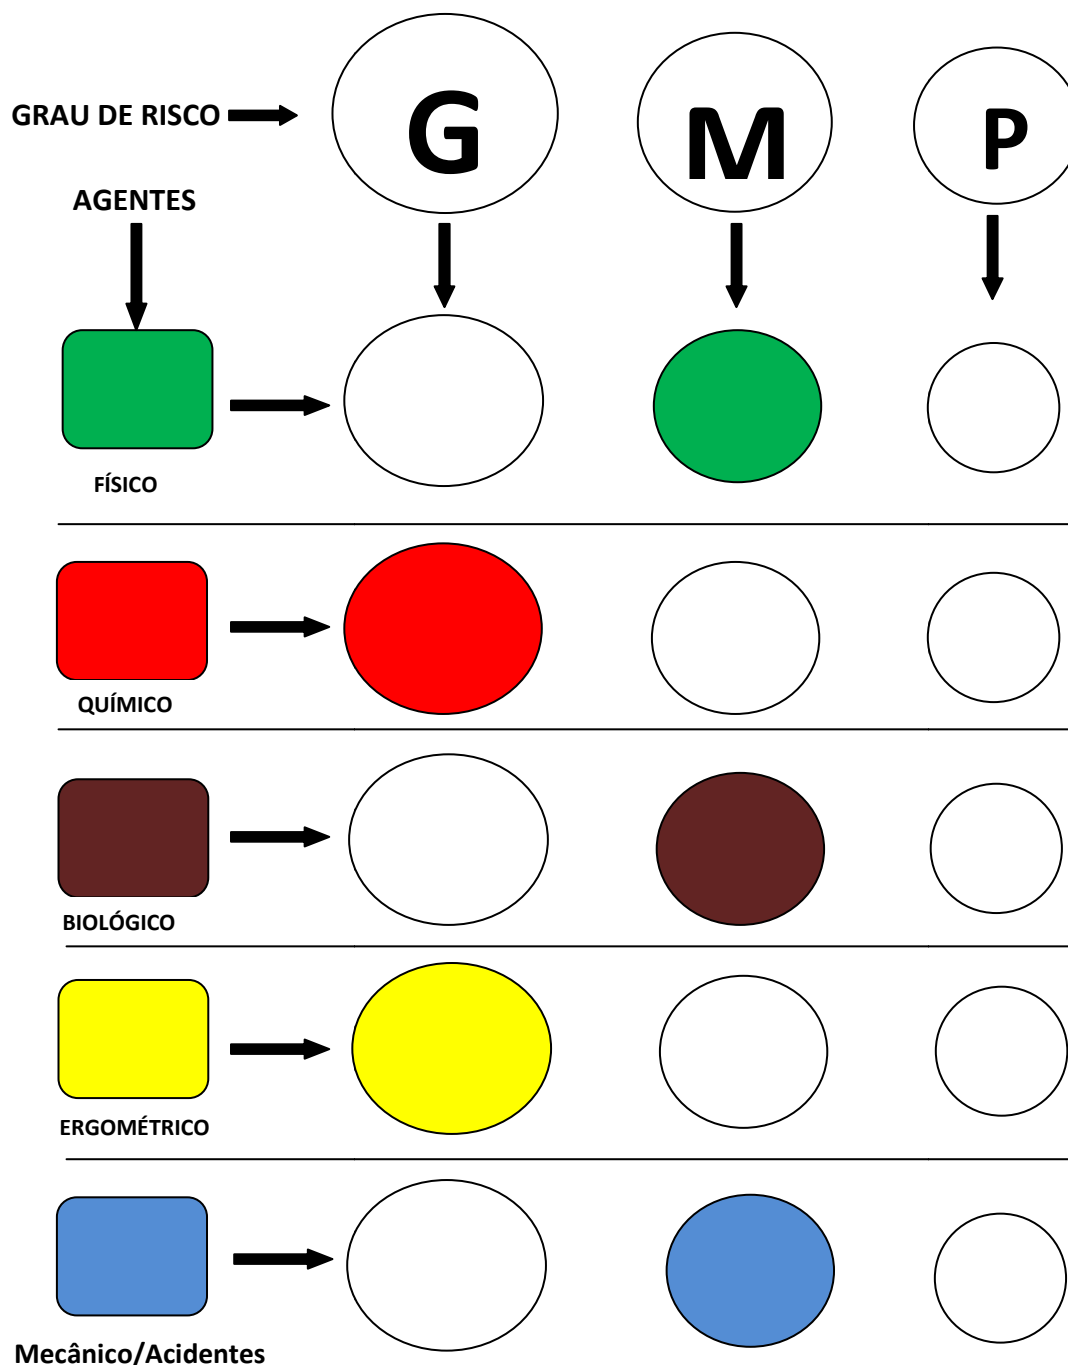 GRAU DE RISCO
G
M
P
AGENTES
FÍSICO
QUÍMICO
BIOLÓGICO
ERGOMÉTRICO
Mecânico/Acidentes